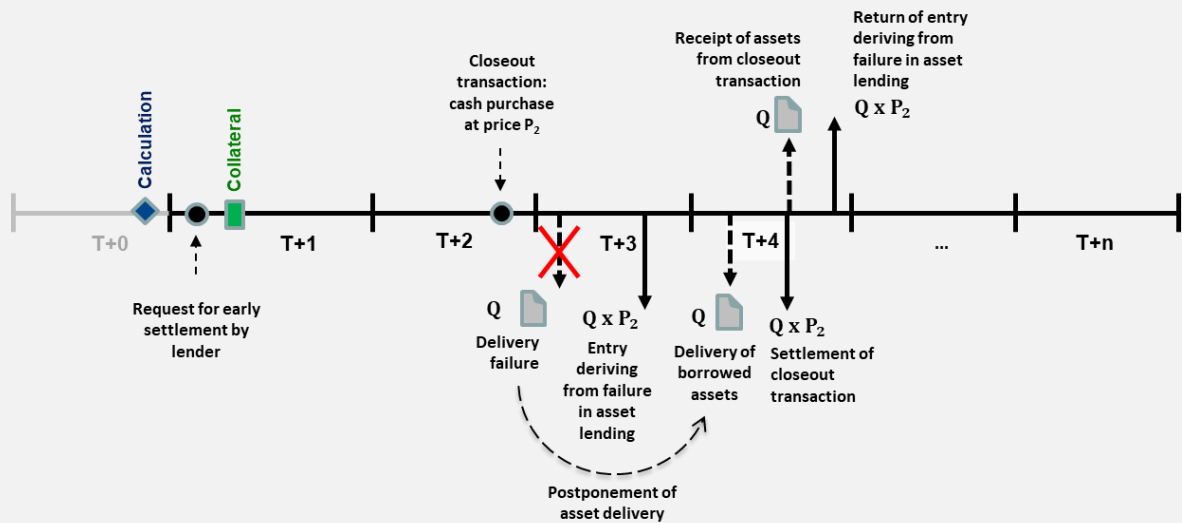 Calculation
Collateral
Closeout
transaction:
cash purchase
at price P₂
Receipt of assets
from closeout
transaction
Q
Return of entry
deriving from
failure in asset
lending
Q x P₂
T+0
T+1
T+2
T+3
T+4
...
T+n
Request for early
settlement by
lender
Q
Delivery
failure
Q x P₂
Entry
deriving
from failure
in asset
lending
Q
Delivery of
borrowed
assets
Q x P₂
Settlement of
closeout
transaction
Postponement of
asset delivery